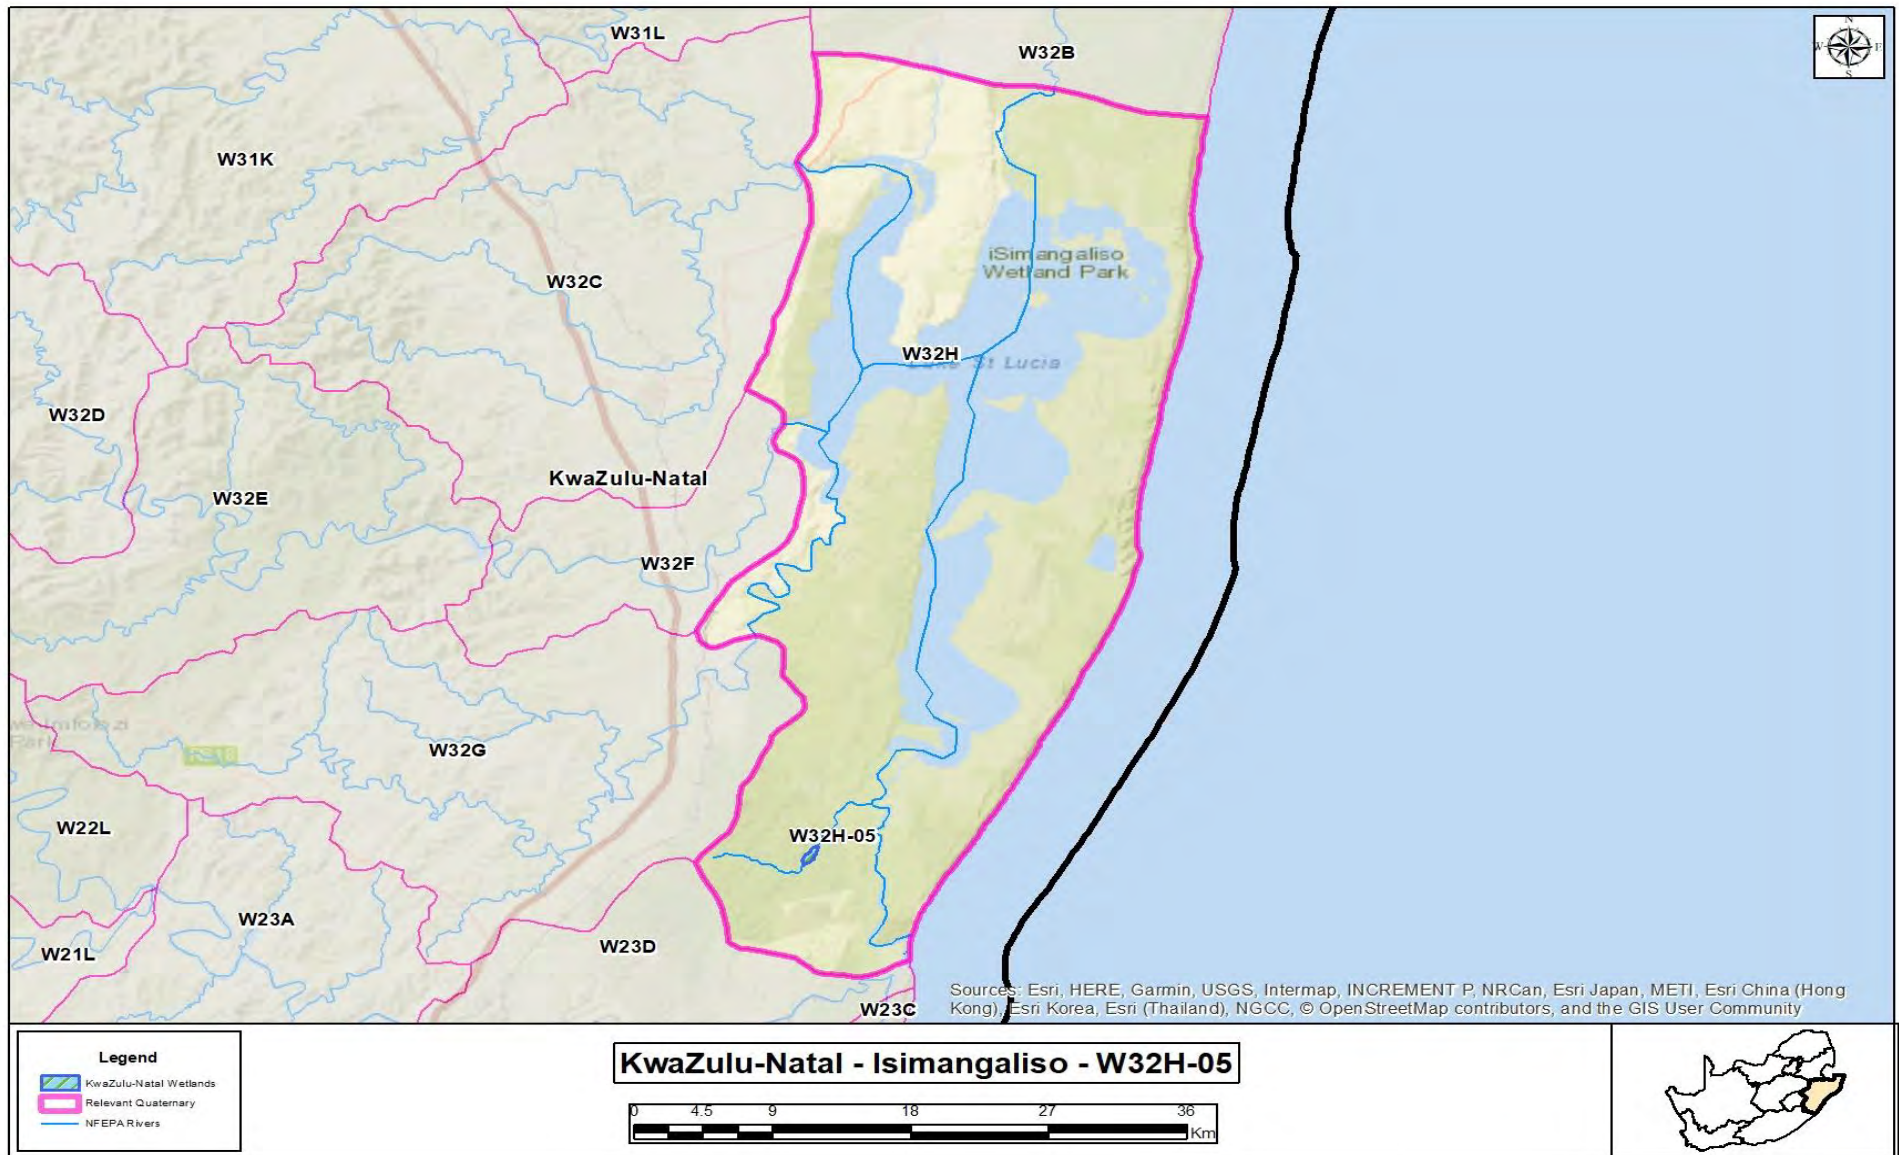 W31L
W32B
N
W E
S
W31K
iSimangaliso
Wetland Park
W32C
W32H
Lake St Lucia
W32D
KwaZulu-Natal
W32E
W32F
Park
W32G
W22L
W32H-05
W23A
W21L
W23D
W23C
Sources: Esri, HERE, Garmin, USGS, Intermap, INCREMENT P, NRCan, Esri Japan, METI, Esri China (Hong
Kong), Esri Korea, Esri (Thailand), NGCC, © OpenStreetMap contributors, and the GIS User Community
Legend
KwaZulu-Natal Wetlands
Relevant Quaternary
NFEPA Rivers
KwaZulu-Natal - Isimangaliso - W32H-05
0 4.5 9 18 27 36
Km